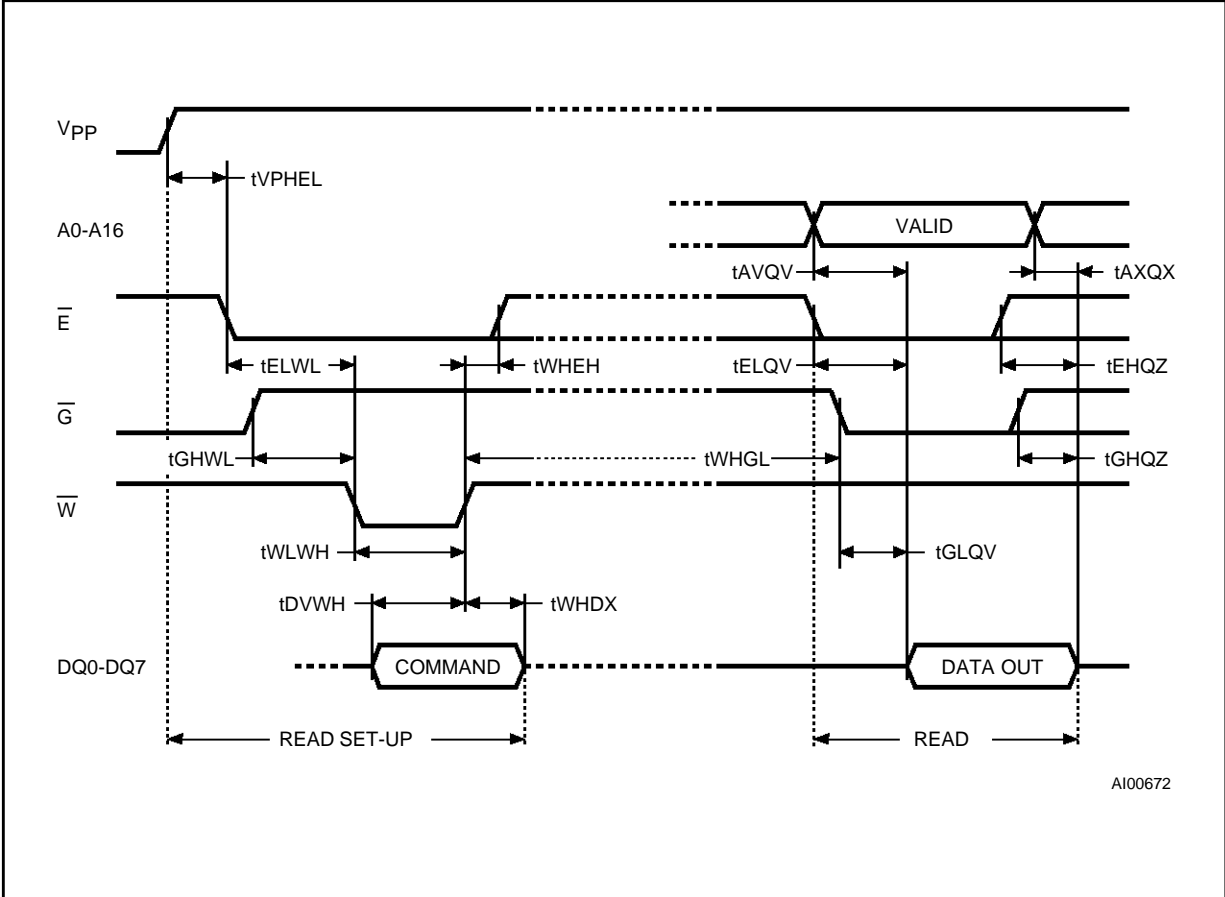 VPP
tVPHEL
A0-A16
VALID
tAVQV
tAXQX
E
tELWL
tWHEH
tELQV
tEHQZ
G
tGHWL
tWHGL
tGHQZ
W
tWLWH
tGLQV
tDVWH
tWHDX
DQ0-DQ7
COMMAND
DATA OUT
READ SET-UP
READ
AI00672